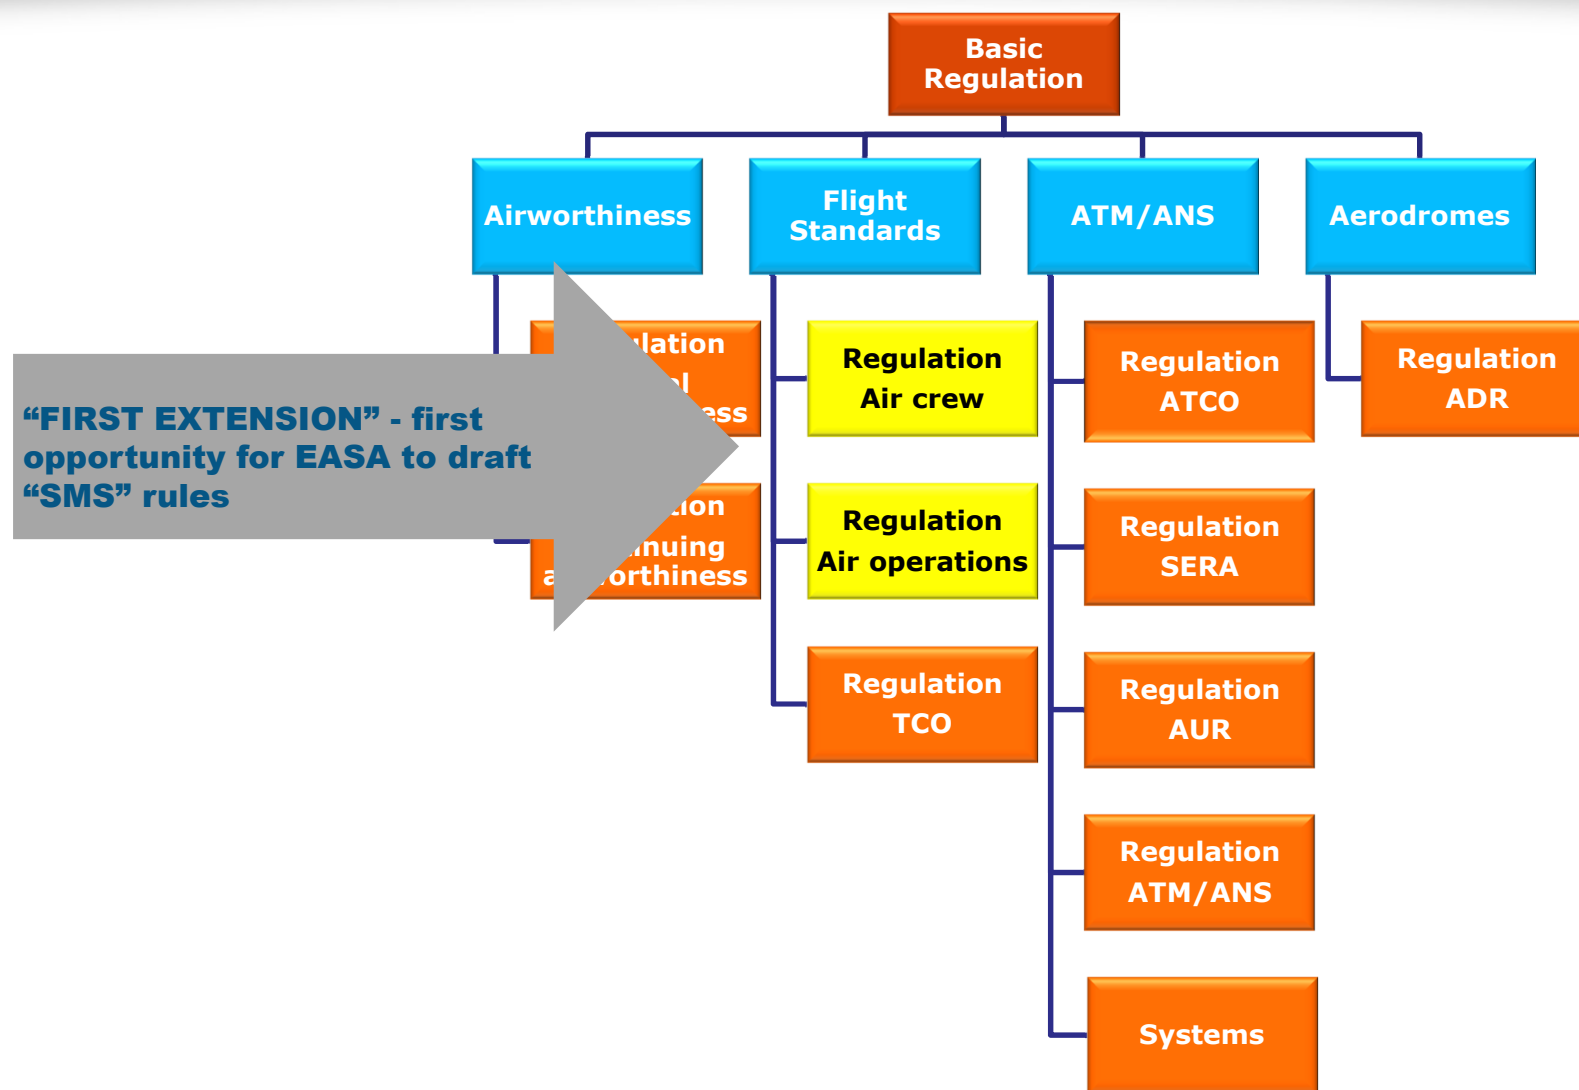 Basic
Regulation
Airworthiness
Flight
Standards
ATM/ANS
Aerodromes
Regulation
Air crew
Regulation
ATCO
Regulation
ADR
“FIRST EXTENSION” - first
opportunity for EASA to draft
“SMS” rules
Regulation
Air operations
Regulation
SERA
Regulation
TCO
Regulation
AUR
Regulation
ATM/ANS
Systems